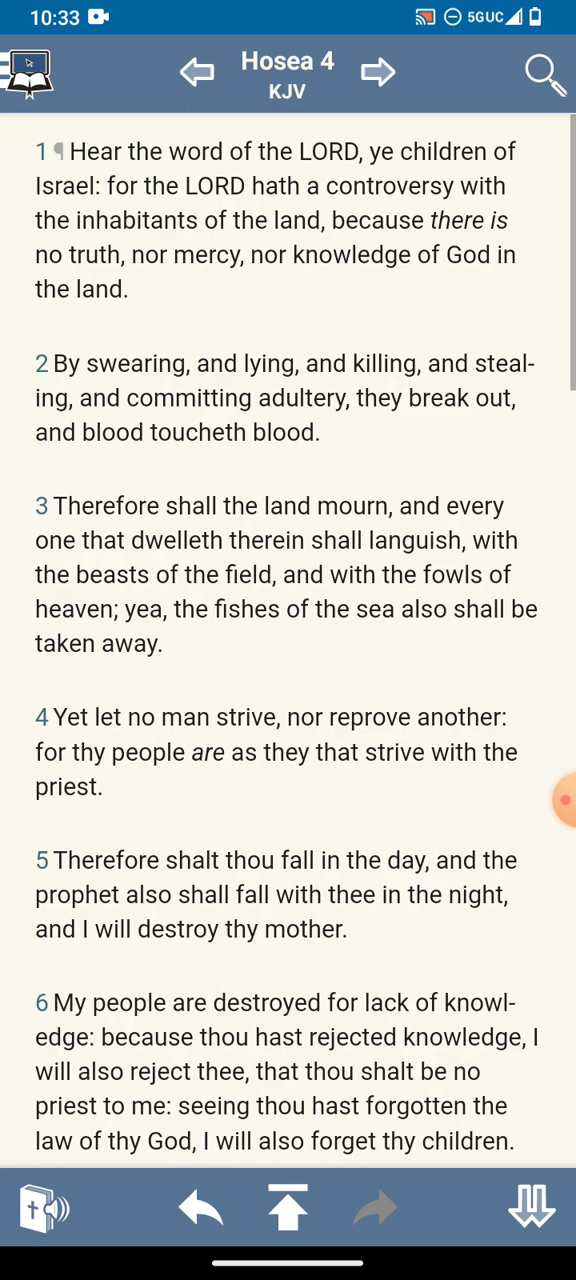 10:33
5GUC
Hosea 4
KJV
1 ¶ Hear the word of the LORD, ye children of
Israel: for the LORD hath a controversy with
the inhabitants of the land, because there is
no truth, nor mercy, nor knowledge of God in
the land.
2 By swearing, and lying, and killing, and steal-
ing, and committing adultery, they break out,
and blood toucheth blood.
3 Therefore shall the land mourn, and every
one that dwelleth therein shall languish, with
the beasts of the field, and with the fowls of
heaven; yea, the fishes of the sea also shall be
taken away.
4 Yet let no man strive, nor reprove another:
for thy people are as they that strive with the
priest.
5 Therefore shalt thou fall in the day, and the
prophet also shall fall with thee in the night,
and I will destroy thy mother.
6 My people are destroyed for lack of knowl-
edge: because thou hast rejected knowledge, I
will also reject thee, that thou shalt be no
priest to me: seeing thou hast forgotten the
law of thy God, I will also forget thy children.